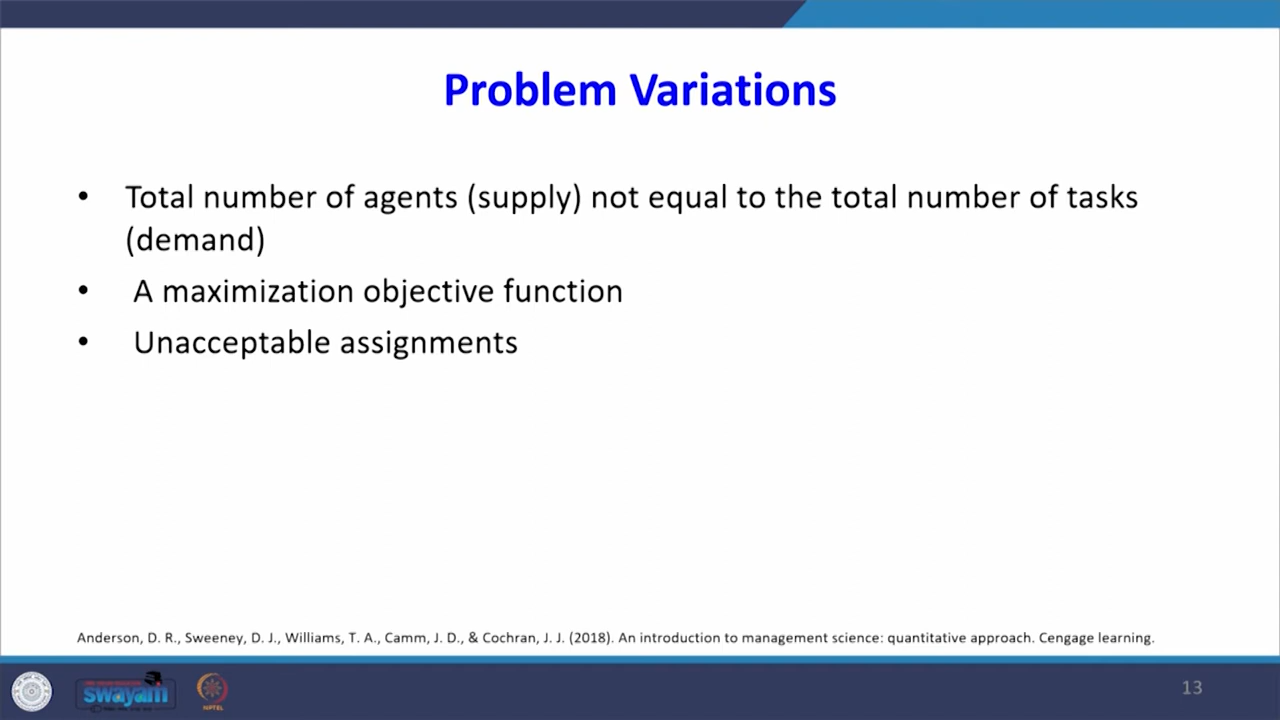 Problem Variations
• Total number of agents (supply) not equal to the total number of tasks
(demand)
• A maximization objective function
• Unacceptable assignments
Anderson, D. R., Sweeney, D. J., Williams, T. A., Camm, J. D., & Cochran, J. J. (2018). An introduction to management science: quantitative approach. Cengage learning.
swayam
NPTEL
13